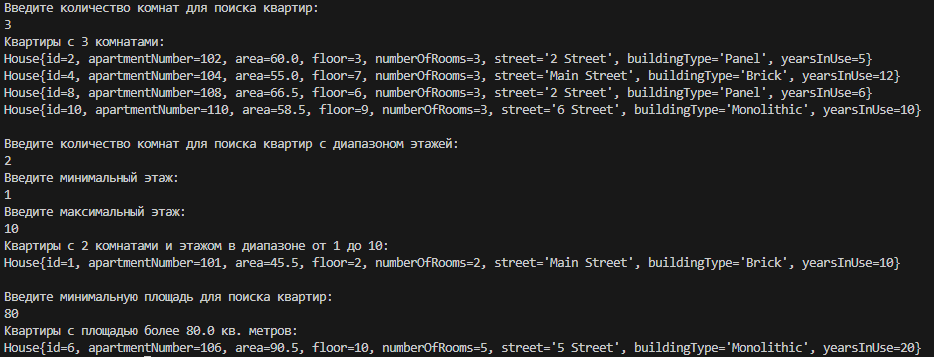 Введите количество комнат для поиска квартир:
3
Квартиры с 3 комнатами:
House{id=2, apartmentNumber=102, area=60.0, floor=3, numberOfRooms=3, street='2 Street', buildingType='Panel', yearsInUse=5}
House{id=4, apartmentNumber=104, area=55.0, floor=7, numberOfRooms=3, street='Main Street', buildingType='Brick', yearsInUse=12}
House{id=8, apartmentNumber=108, area=66.5, floor=6, numberOfRooms=3, street='2 Street', buildingType='Panel', yearsInUse=6}
House{id=10, apartmentNumber=110, area=58.5, floor=9, numberOfRooms=3, street='6 Street', buildingType='Monolithic', yearsInUse=10}
Введите количество комнат для поиска квартир с диапазоном этажей:
2
Введите минимальный этаж:
1
Введите максимальный этаж:
10
Квартиры с 2 комнатами и этажом в диапазоне от 1 до 10:
House{id=1, apartmentNumber=101, area=45.5, floor=2, numberOfRooms=2, street='Main Street', buildingType='Brick', yearsInUse=10}
Введите минимальную площадь для поиска квартир:
80
Квартиры с площадью более 80.0 кв. метров:
House{id=6, apartmentNumber=106, area=90.5, floor=10, numberOfRooms=5, street='5 Street', buildingType='Monolithic', yearsInUse=20}